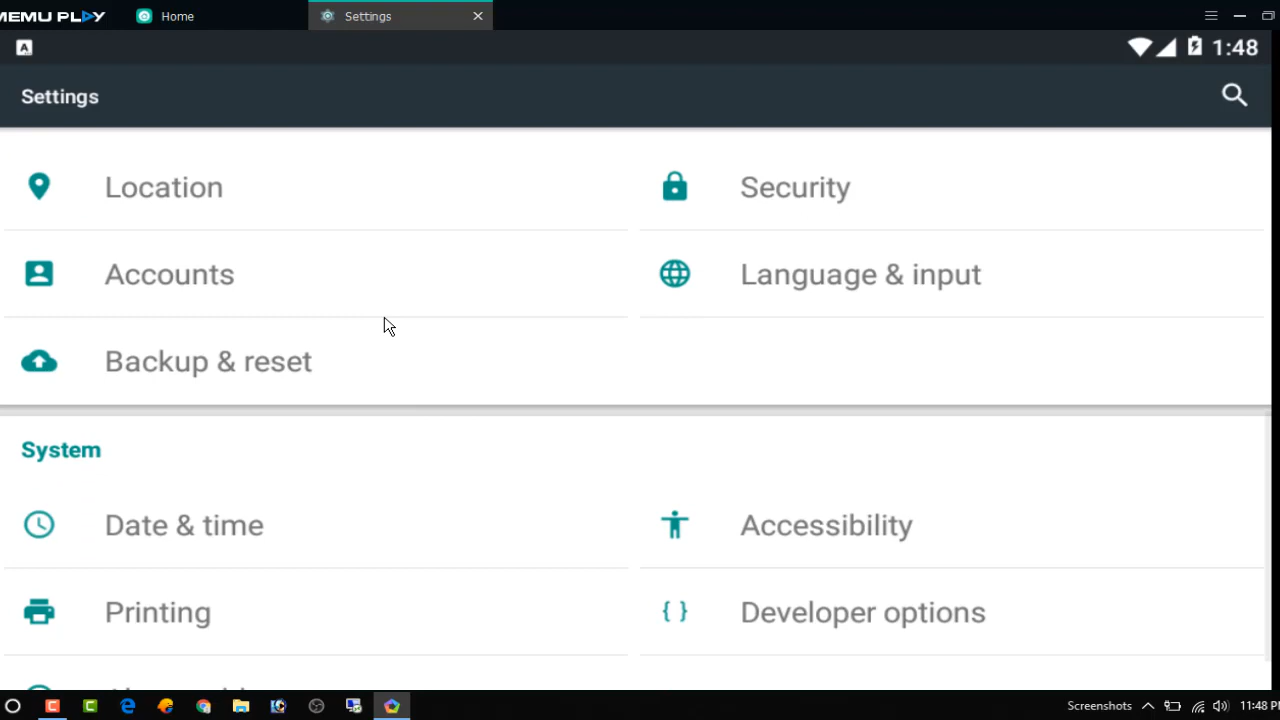 MEMU PLAY Home Settings
A 1:48
Settings
Location Security
Accounts Language & input
Backup & reset
System
Date & time Accessibility
Printing { } Developer options
Screenshots 11:48